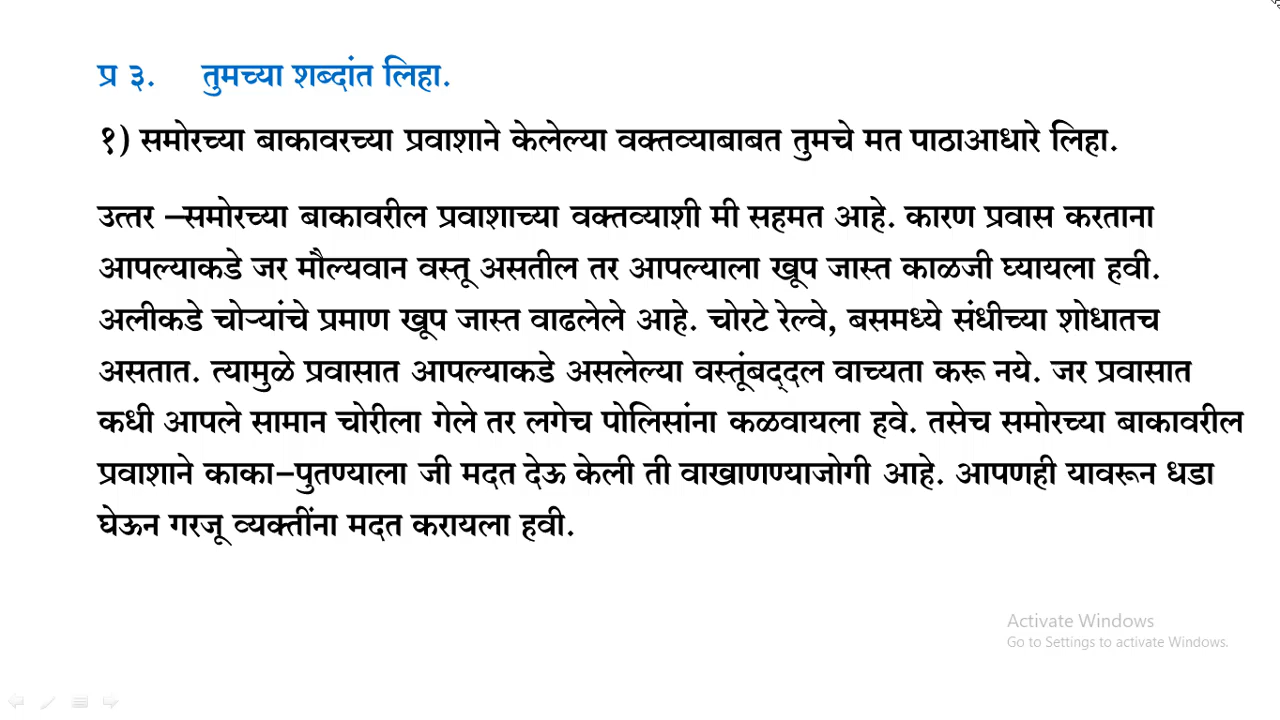 प्र ३. तुमच्या शब्दांत लिहा.
१) समोरच्या बाकावरच्या प्रवाशाने केलेल्या वक्तव्याबाबत तुमचे मत पाठाआधारे लिहा.
उत्तर –समोरच्या बाकावरील प्रवाशाच्या वक्तव्याशी मी सहमत आहे. कारण प्रवास करताना
आपल्याकडे जर मौल्यवान वस्तू असतील तर आपल्याला खूप जास्त काळजी घ्यायला हवी.
अलीकडे चोऱ्यांचे प्रमाण खूप जास्त वाढलेले आहे. चोरटे रेल्वे, बसमध्ये संधीच्या शोधातच
असतात. त्यामुळे प्रवासात आपल्याकडे असलेल्या वस्तूंबद्‌दल वाच्यता करू नये. जर प्रवासात
कधी आपले सामान चोरीला गेले तर लगेच पोलिसांना कळवायला हवे. तसेच समोरच्या बाकावरील
प्रवाशाने काका–पुतण्याला जी मदत देऊ केली ती वाखाणण्याजोगी आहे. आपणही यावरून धडा
घेऊन गरजू व्यक्तींना मदत करायला हवी.
Activate Windows
Go to Settings to activate Windows.